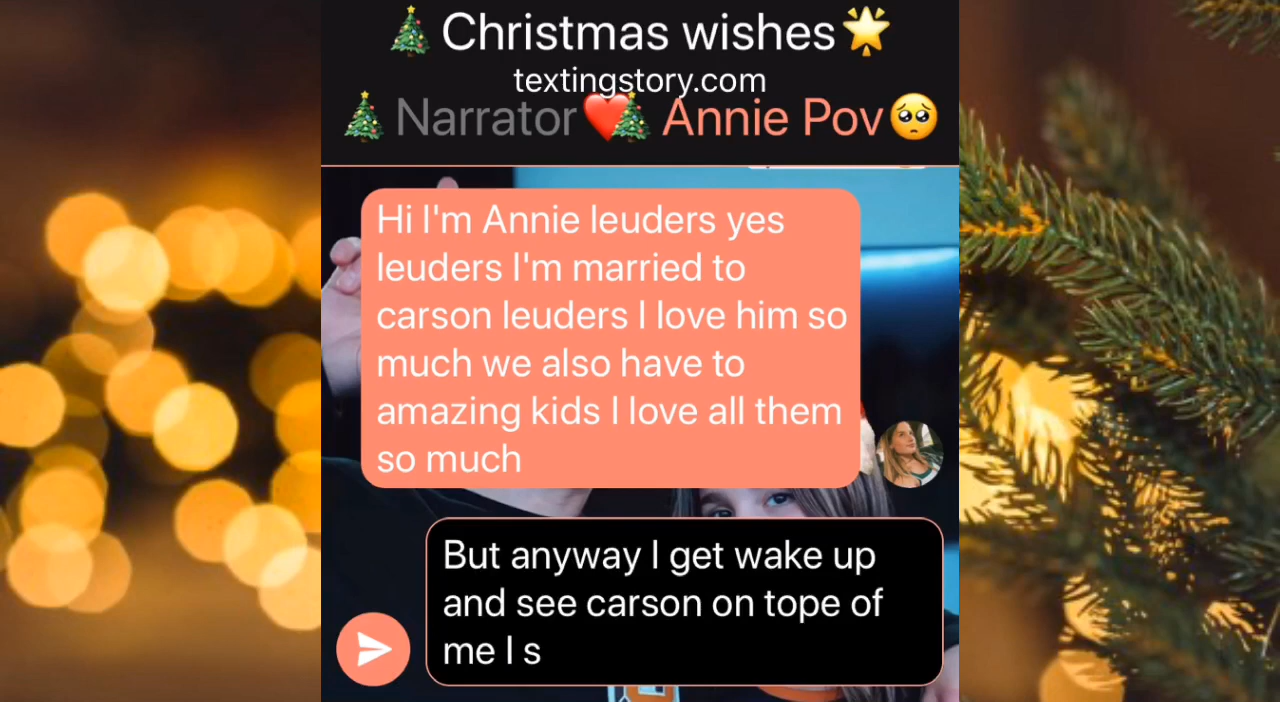 🎄Christmas wishes🌟
textingstory.com
🎄Narrator❤️🎄Annie Pov🥺
Hi I'm Annie leuders yes
leuders I'm married to
carson leuders I love him so
much we also have to
amazing kids I love all them
so much
But anyway I get wake up
and see carson on tope of
me I s